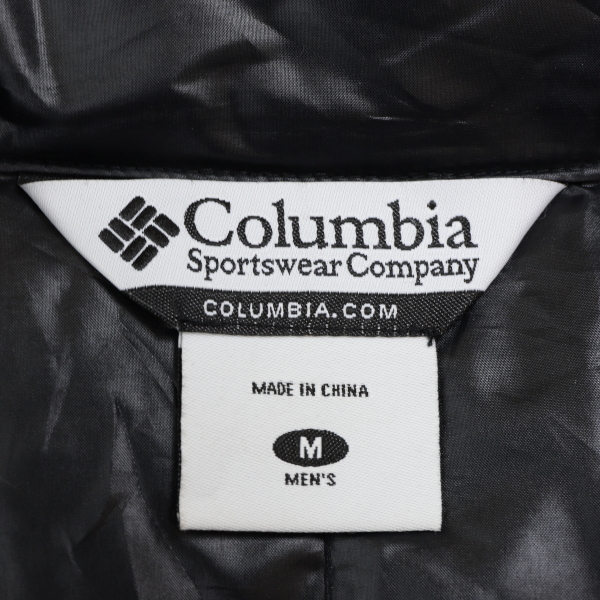 Columbia
Sportswear Company
COLUMBIA.COM
MADE IN CHINA
M
MEN'S